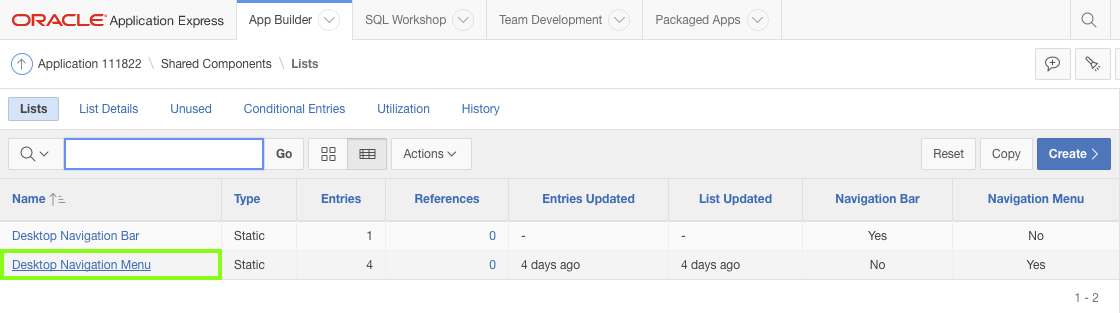 ORACLE® Application Express App Builder SQL Workshop Team Development Packaged Apps
Application 111822 \ Shared Components \ Lists
Lists List Details Unused Conditional Entries Utilization History
Go Actions Reset Copy Create >
Name Type Entries References Entries Updated List Updated Navigation Bar Navigation Menu
Desktop Navigation Bar Static 1 0 - - Yes No
Desktop Navigation Menu Static 4 0 4 days ago 4 days ago No Yes
1 - 2